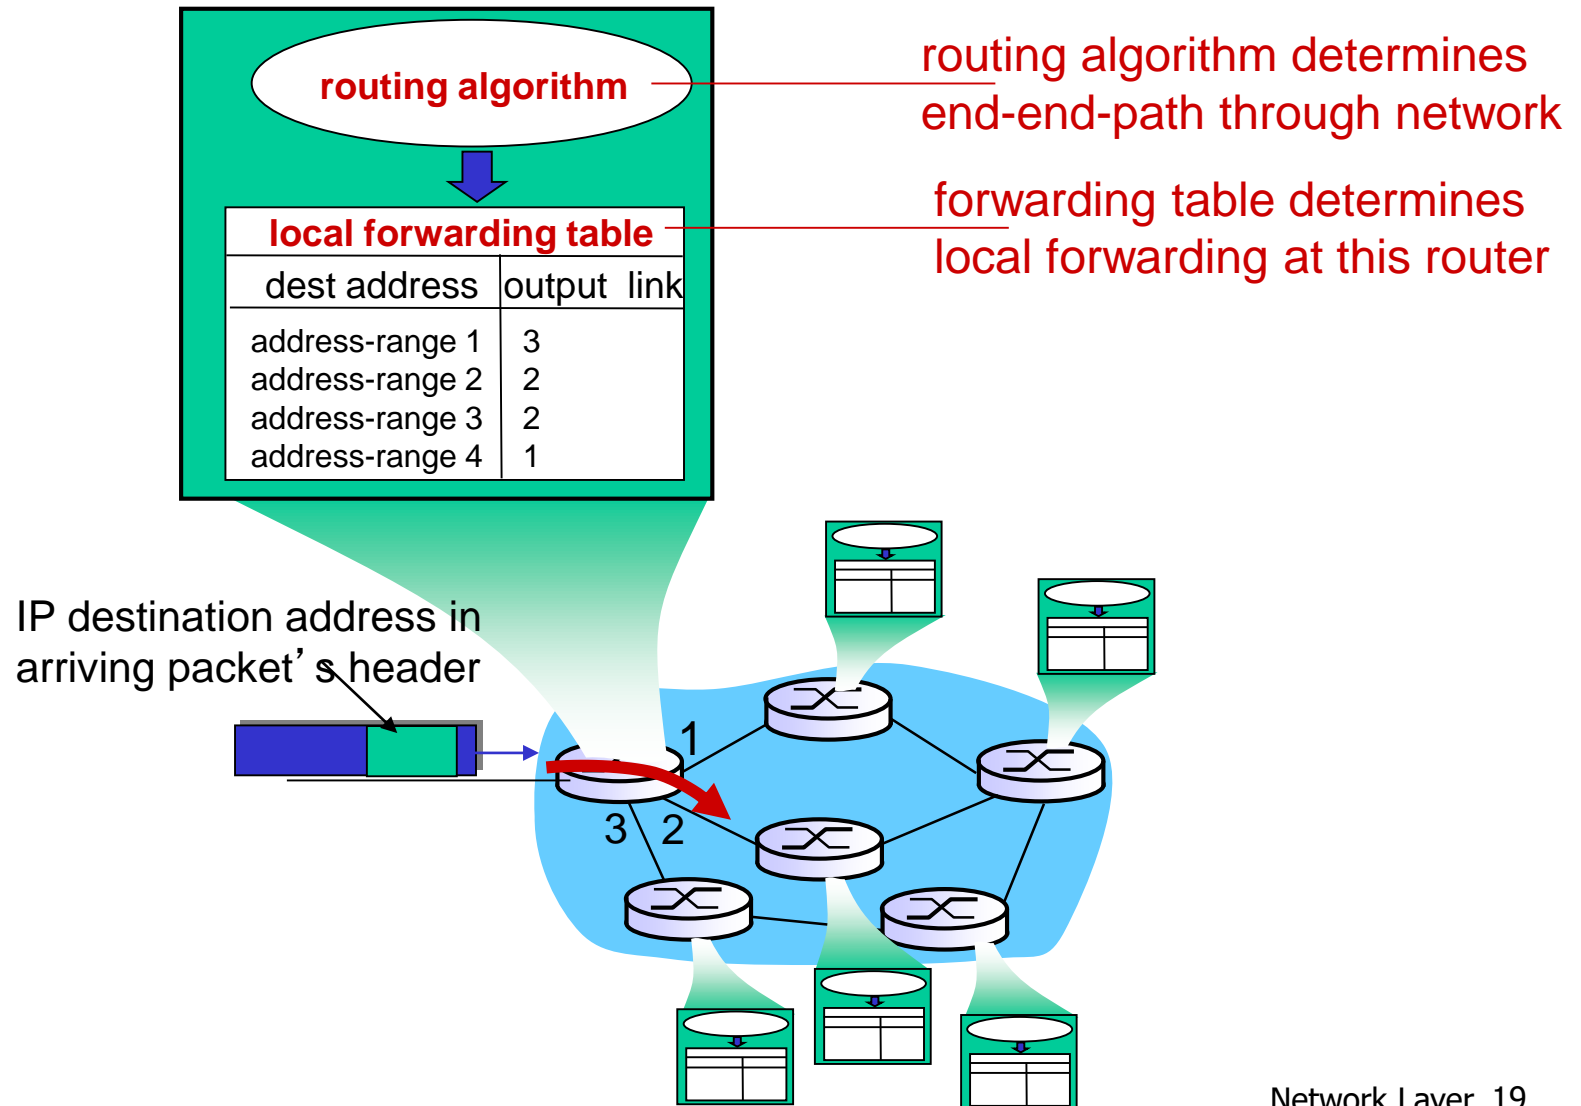 routing algorithm
routing algorithm determines
end-end-path through network
local forwarding table
forwarding table determines
local forwarding at this router
dest address output link
address-range 1 3
address-range 2 2
address-range 3 2
address-range 4 1
IP destination address in
arriving packet’s header
1
3 2
Network Layer 19